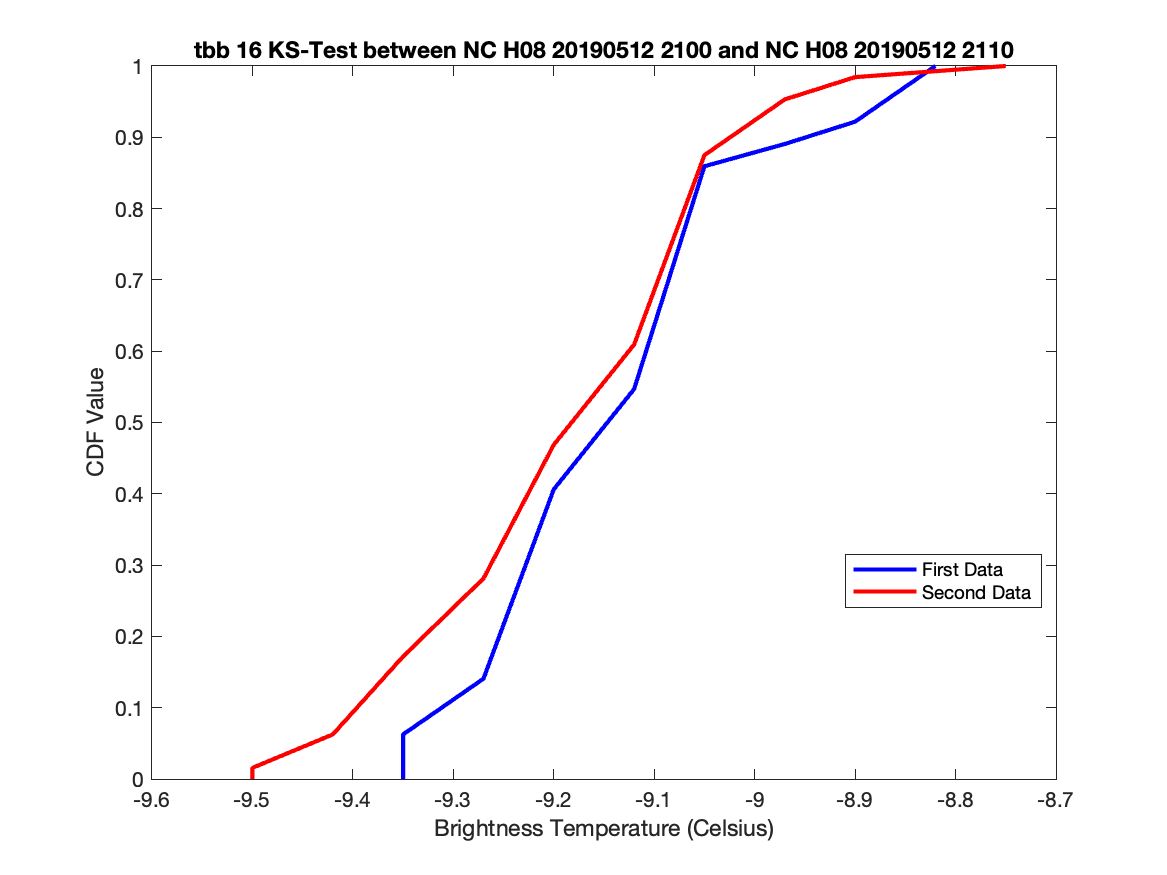 tbb 16 KS-Test between NC H08 20190512 2100 and NC H08 20190512 2110
1
0.9
0.8
0.7
0.6
0.5
0.4
0.3
0.2
0.1
0
CDF Value
First Data
Second Data
-9.6 -9.5 -9.4 -9.3 -9.2 -9.1 -9 -8.9 -8.8 -8.7
Brightness Temperature (Celsius)